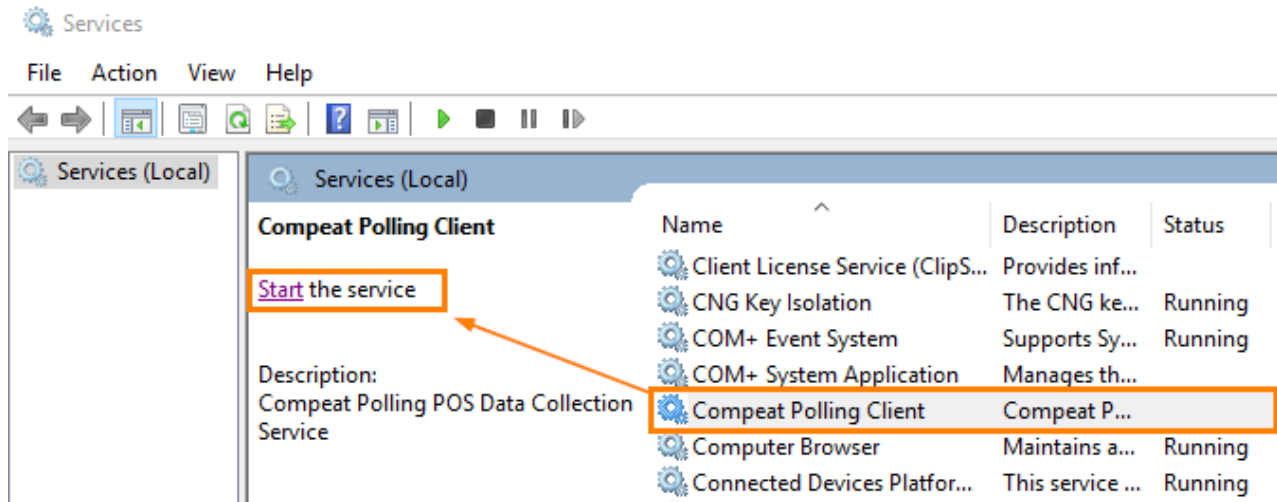 Services
File Action View Help
Services (Local)
Services (Local)
Compeat Polling Client
Start the service
Description:
Compeat Polling POS Data Collection
Service
Name Description Status
Client License Service (ClipS... Provides inf...
CNG Key Isolation The CNG ke... Running
COM+ Event System Supports Sy... Running
COM+ System Application Manages th...
Compeat Polling Client Compeat P...
Computer Browser Maintains a... Running
Connected Devices Platfor... This service ... Running